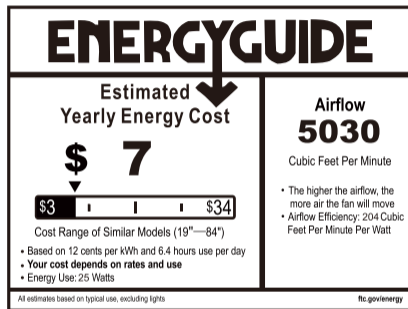 ENERGYGUIDE
Estimated
Yearly Energy Cost
$ 7
$3 $34
Cost Range of Similar Models (19"—84")
• Based on 12 cents per kWh and 6.4 hours use per day
• Your cost depends on rates and use
• Energy Use: 25 Watts
Airflow
5030
Cubic Feet Per Minute
• The higher the airflow, the
more air the fan will move
• Airflow Efficiency: 204 Cubic
Feet Per Minute Per Watt
All estimates based on typical use, excluding lights
ftc.gov/energy